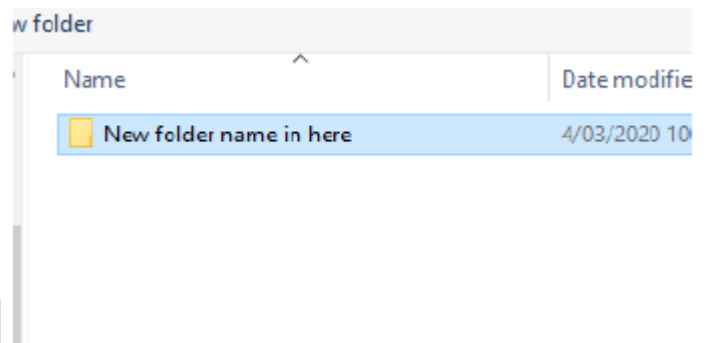 w folder
Name
Date modifie
New folder name in here
4/03/2020 10